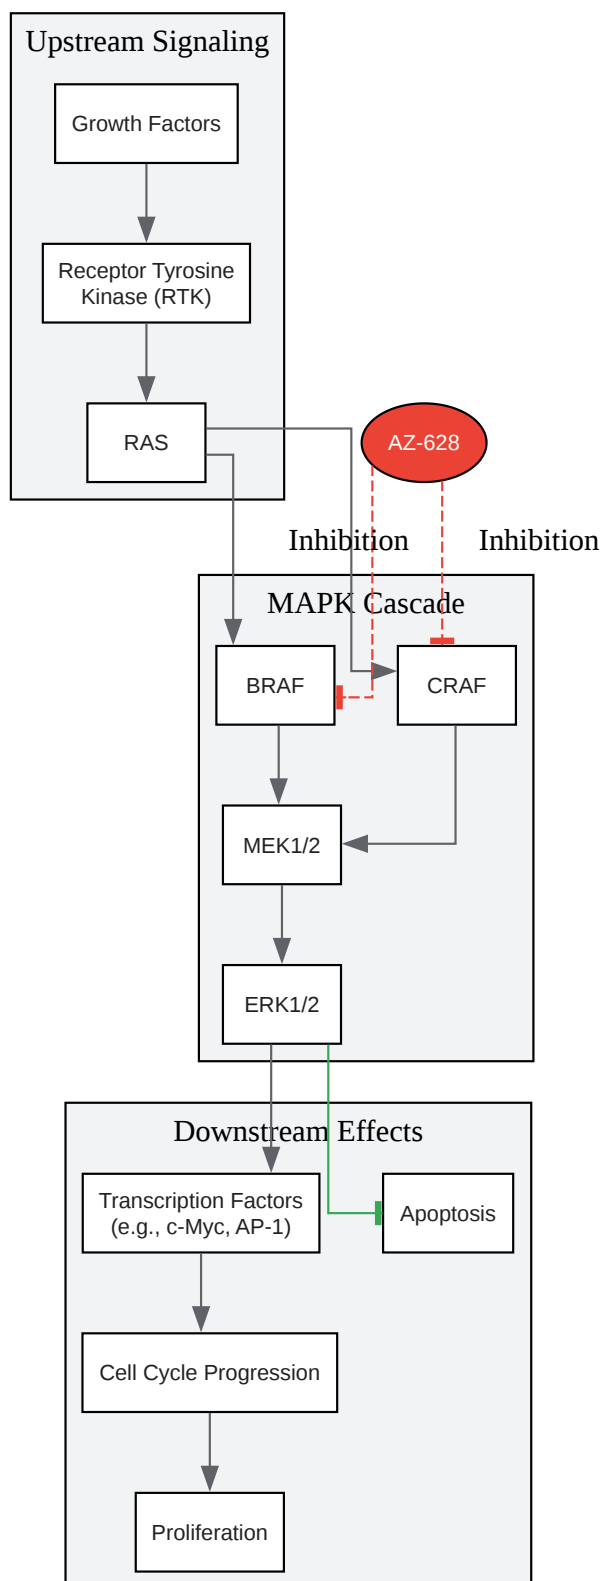 Upstream Signaling
Growth Factors
Receptor Tyrosine
Kinase (RTK)
RAS
AZ-628
Inhibition
Inhibition
MAPK Cascade
BRAF
CRAF
MEK1/2
ERK1/2
Downstream Effects
Transcription Factors
(e.g., c-Myc, AP-1)
Apoptosis
Cell Cycle Progression
Proliferation